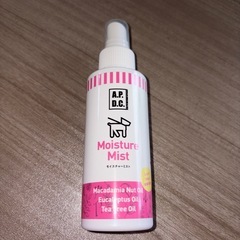 A.P.
D.C.
Moisture
Mist
モイスチャーミスト
Macadamia Nut Oil
Eucalyptus Oil
Tea Tree Oil